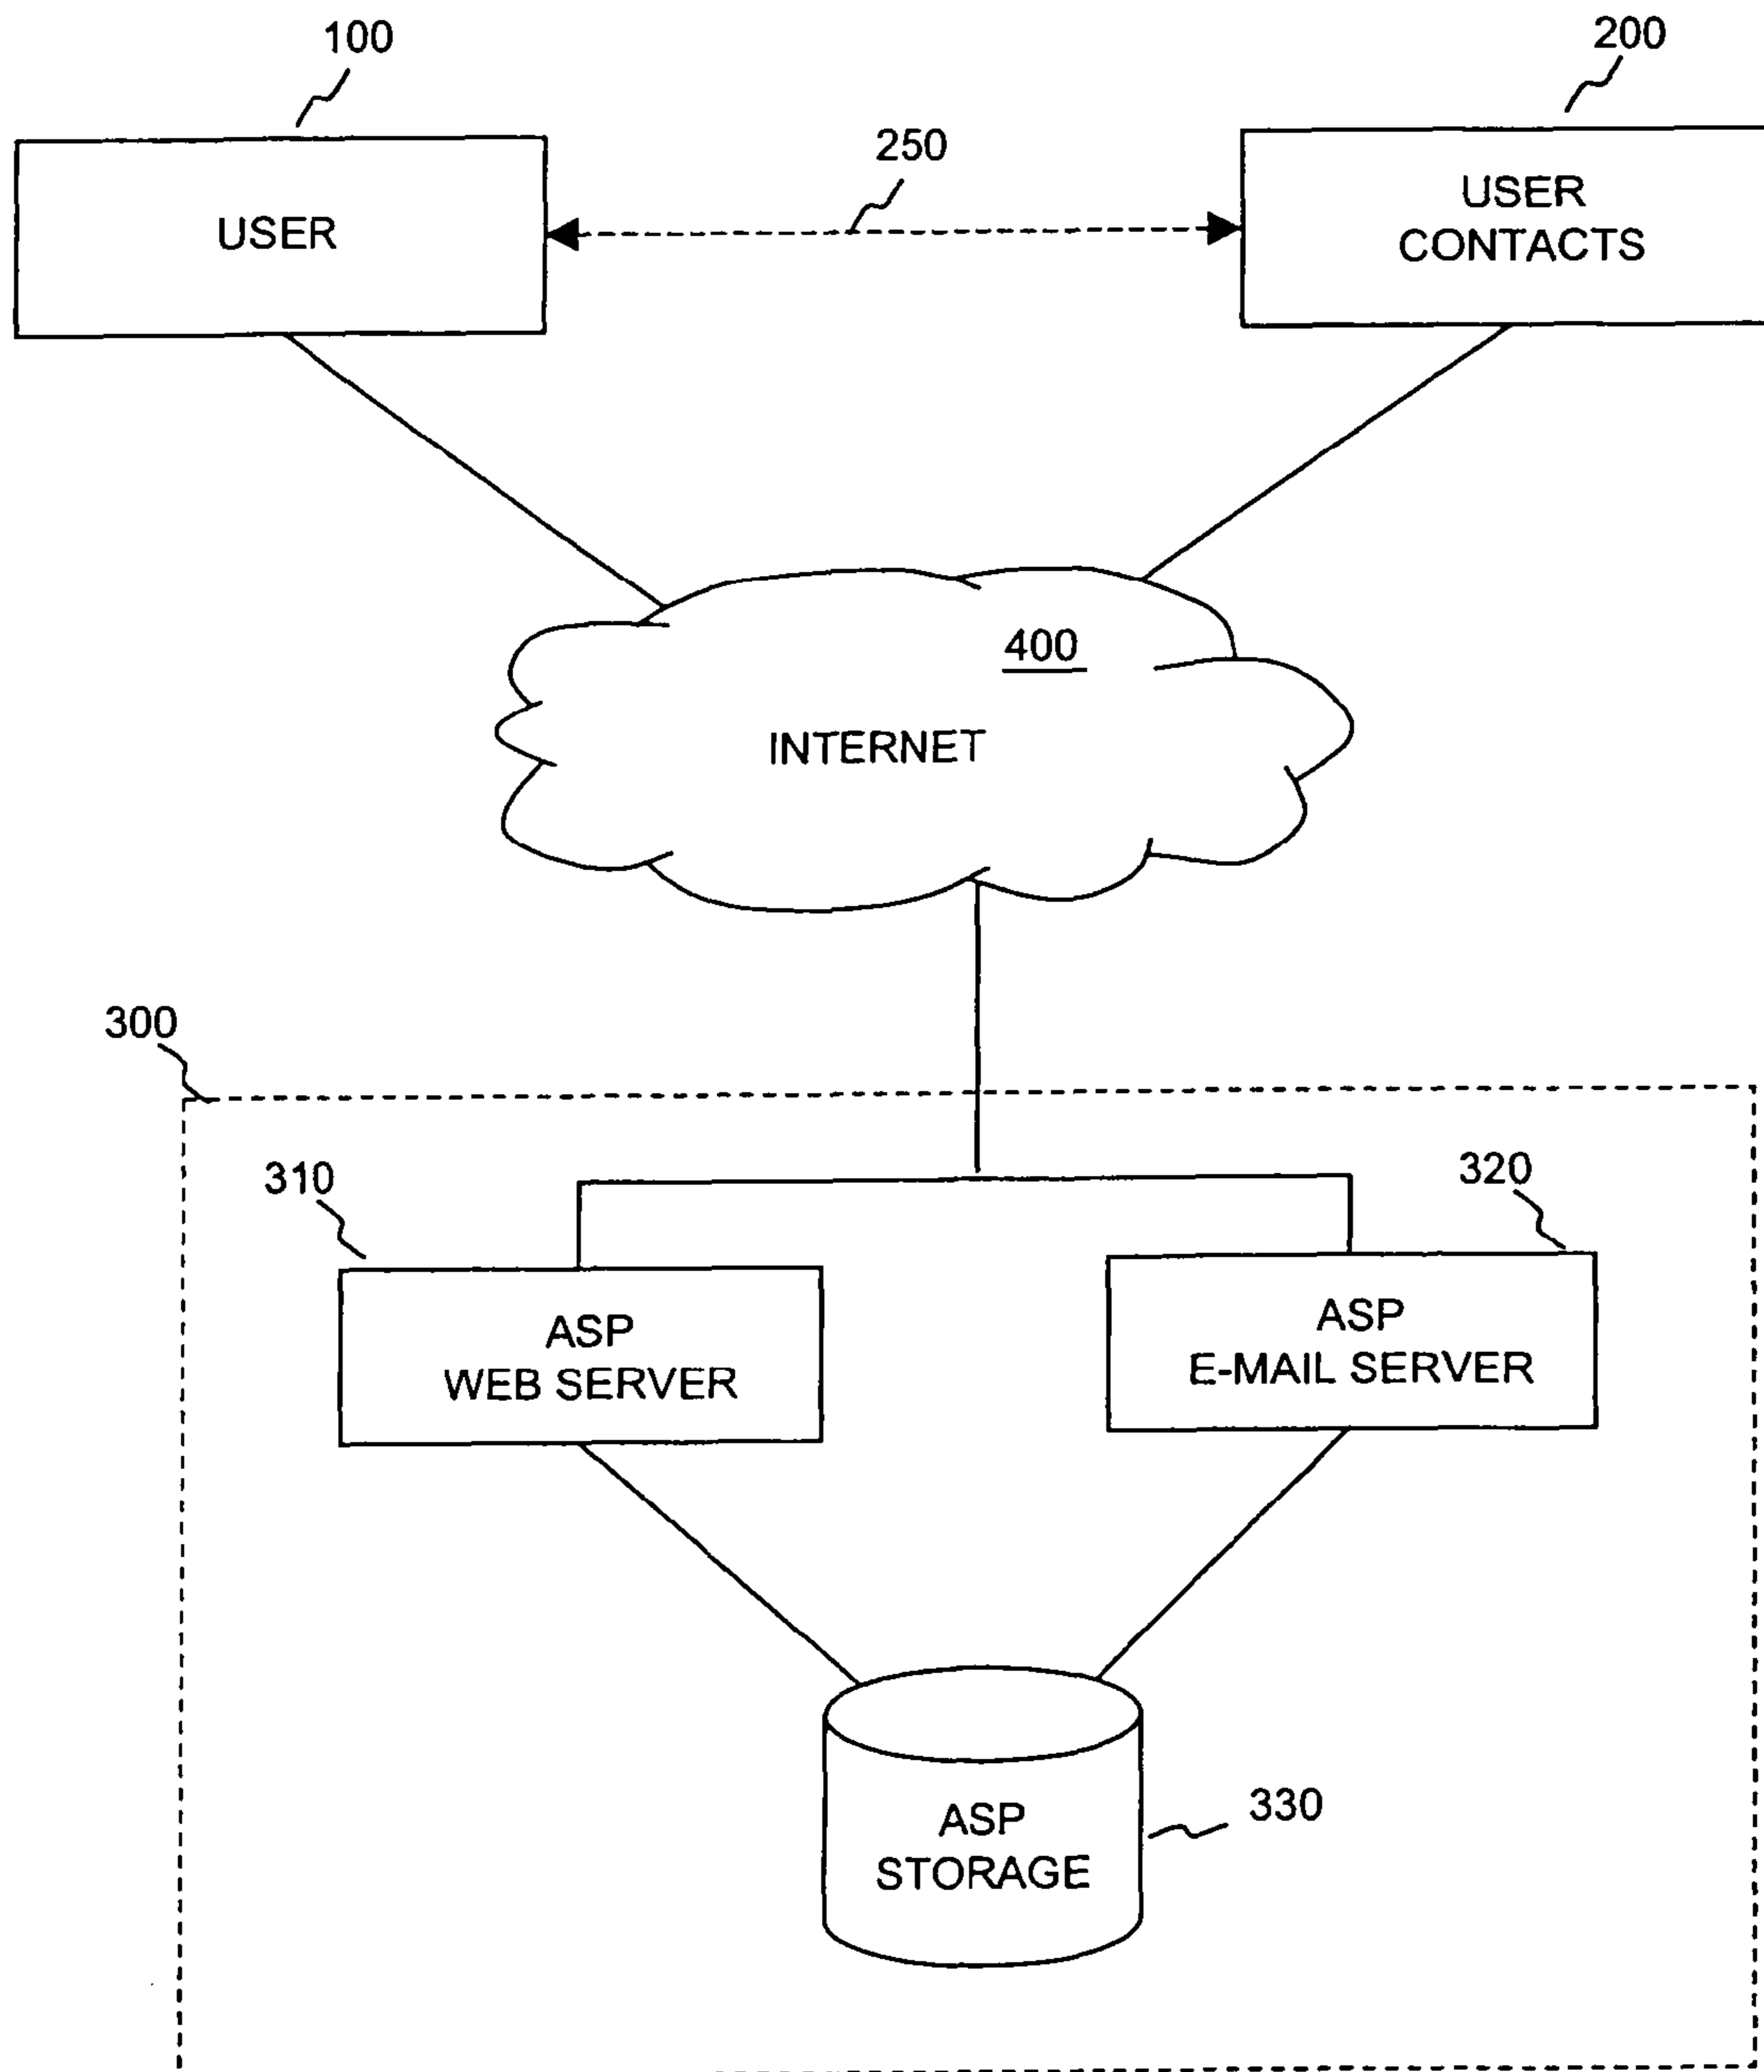 100
200
250
USER
USER
CONTACTS
400
INTERNET
300
310
320
ASP
WEB SERVER
ASP
E-MAIL SERVER
ASP
STORAGE
330